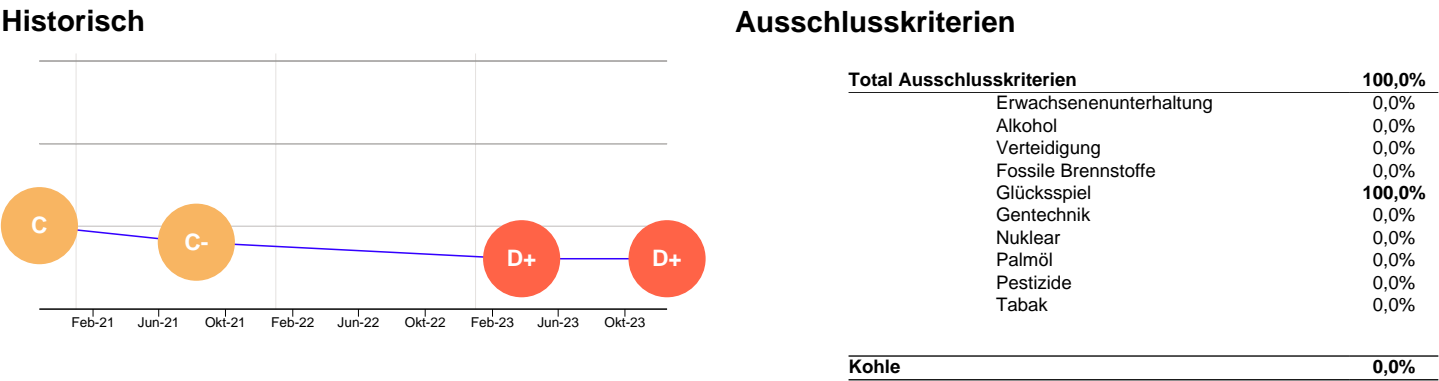 Historisch
C
C-
D+
D+
Feb-21 Jun-21 Okt-21 Feb-22 Jun-22 Okt-22 Feb-23 Jun-23 Okt-23
Ausschlusskriterien
Total Ausschlusskriterien 100,0%
Erwachsenenunterhaltung 0,0%
Alkohol 0,0%
Verteidigung 0,0%
Fossile Brennstoffe 0,0%
Glücksspiel 100,0%
Gentechnik 0,0%
Nuklear 0,0%
Palmöl 0,0%
Pestizide 0,0%
Tabak 0,0%
Kohle 0,0%